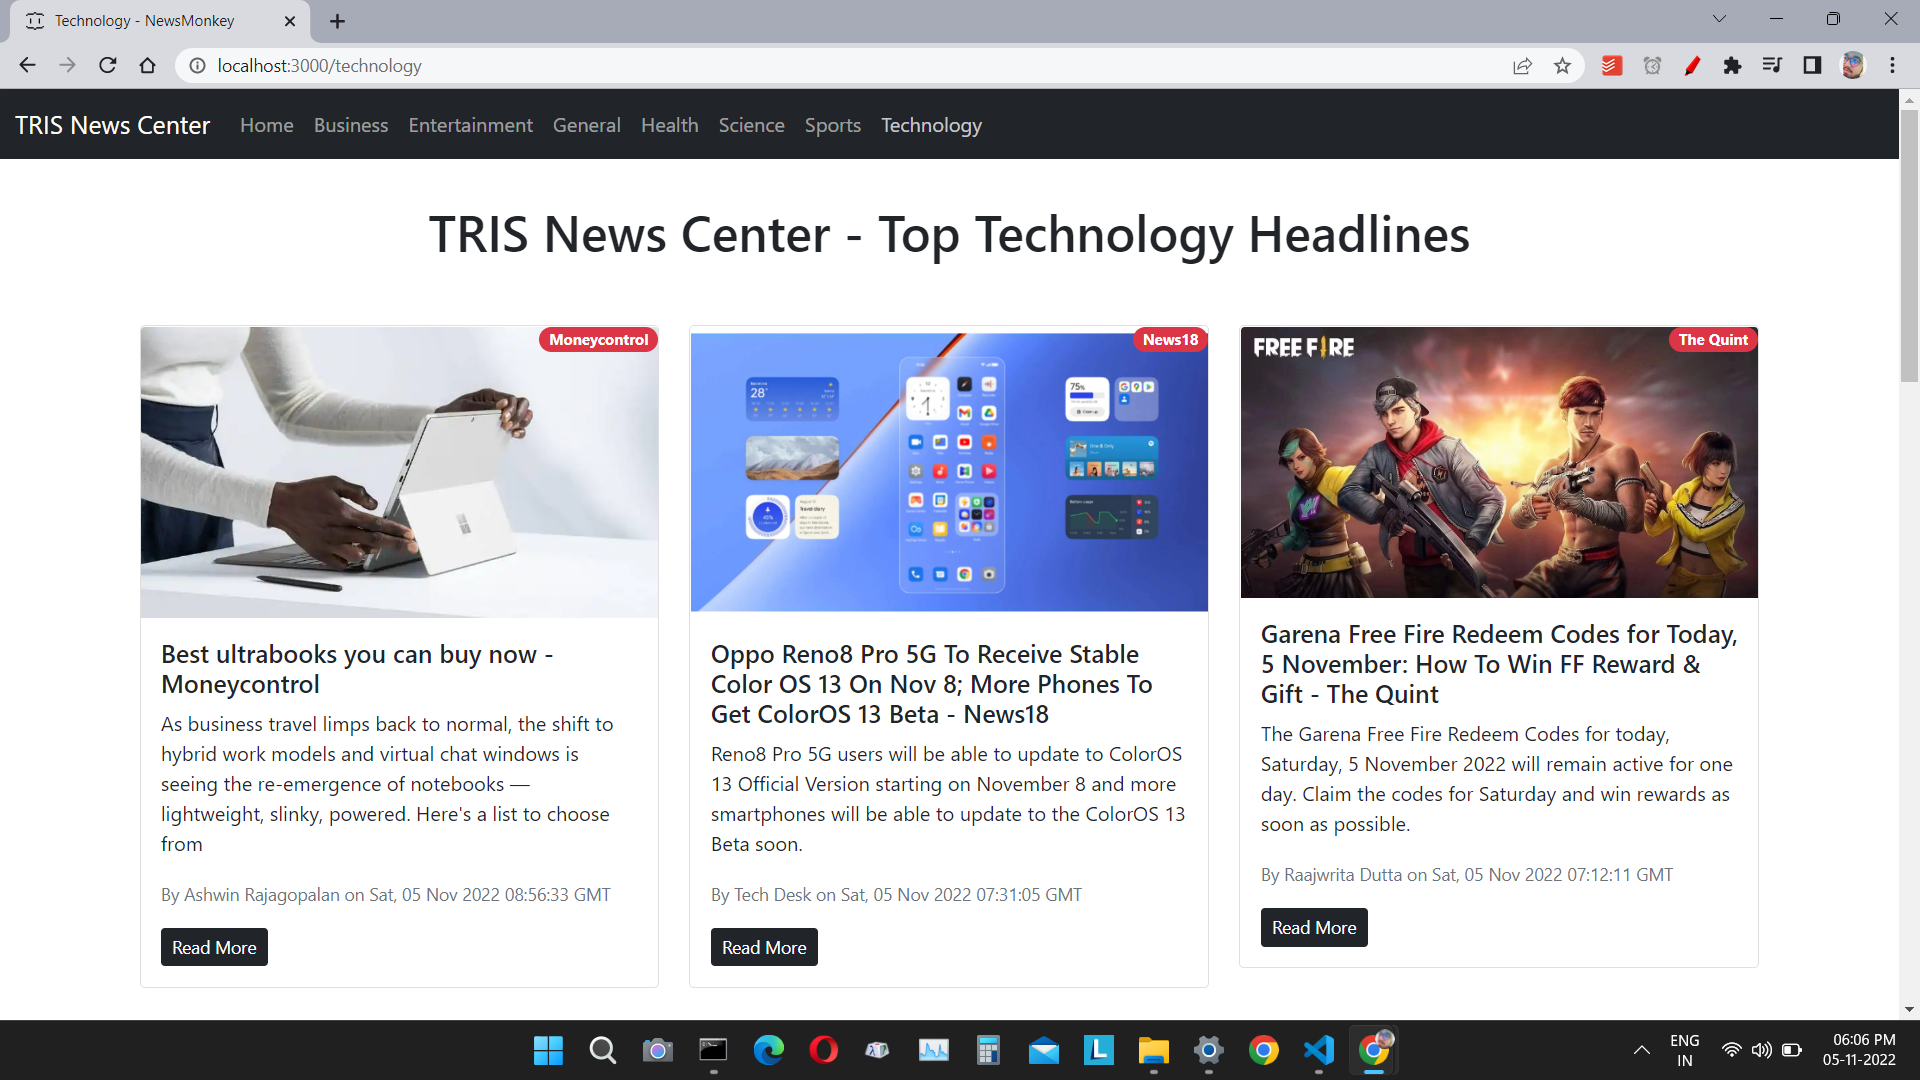 Technology - NewsMonkey
localhost:3000/technology
TRIS News Center Home Business Entertainment General Health Science Sports Technology
TRIS News Center - Top Technology Headlines
Moneycontrol
Best ultrabooks you can buy now -
Moneycontrol
As business travel limps back to normal, the shift to
hybrid work models and virtual chat windows is
seeing the re-emergence of notebooks —
lightweight, slinky, powered. Here's a list to choose
from
By Ashwin Rajagopalan on Sat, 05 Nov 2022 08:56:33 GMT
Read More
News18
28°
75%
Oppo Reno8 Pro 5G To Receive Stable
Color OS 13 On Nov 8; More Phones To
Get ColorOS 13 Beta - News18
Reno8 Pro 5G users will be able to update to ColorOS
13 Official Version starting on November 8 and more
smartphones will be able to update to the ColorOS 13
Beta soon.
By Tech Desk on Sat, 05 Nov 2022 07:31:05 GMT
Read More
FREE FIRE
The Quint
Garena Free Fire Redeem Codes for Today,
5 November: How To Win FF Reward &
Gift - The Quint
The Garena Free Fire Redeem Codes for today,
Saturday, 5 November 2022 will remain active for one
day. Claim the codes for Saturday and win rewards as
soon as possible.
By Raajwrita Dutta on Sat, 05 Nov 2022 07:12:11 GMT
Read More
ENG
IN
06:06 PM
05-11-2022